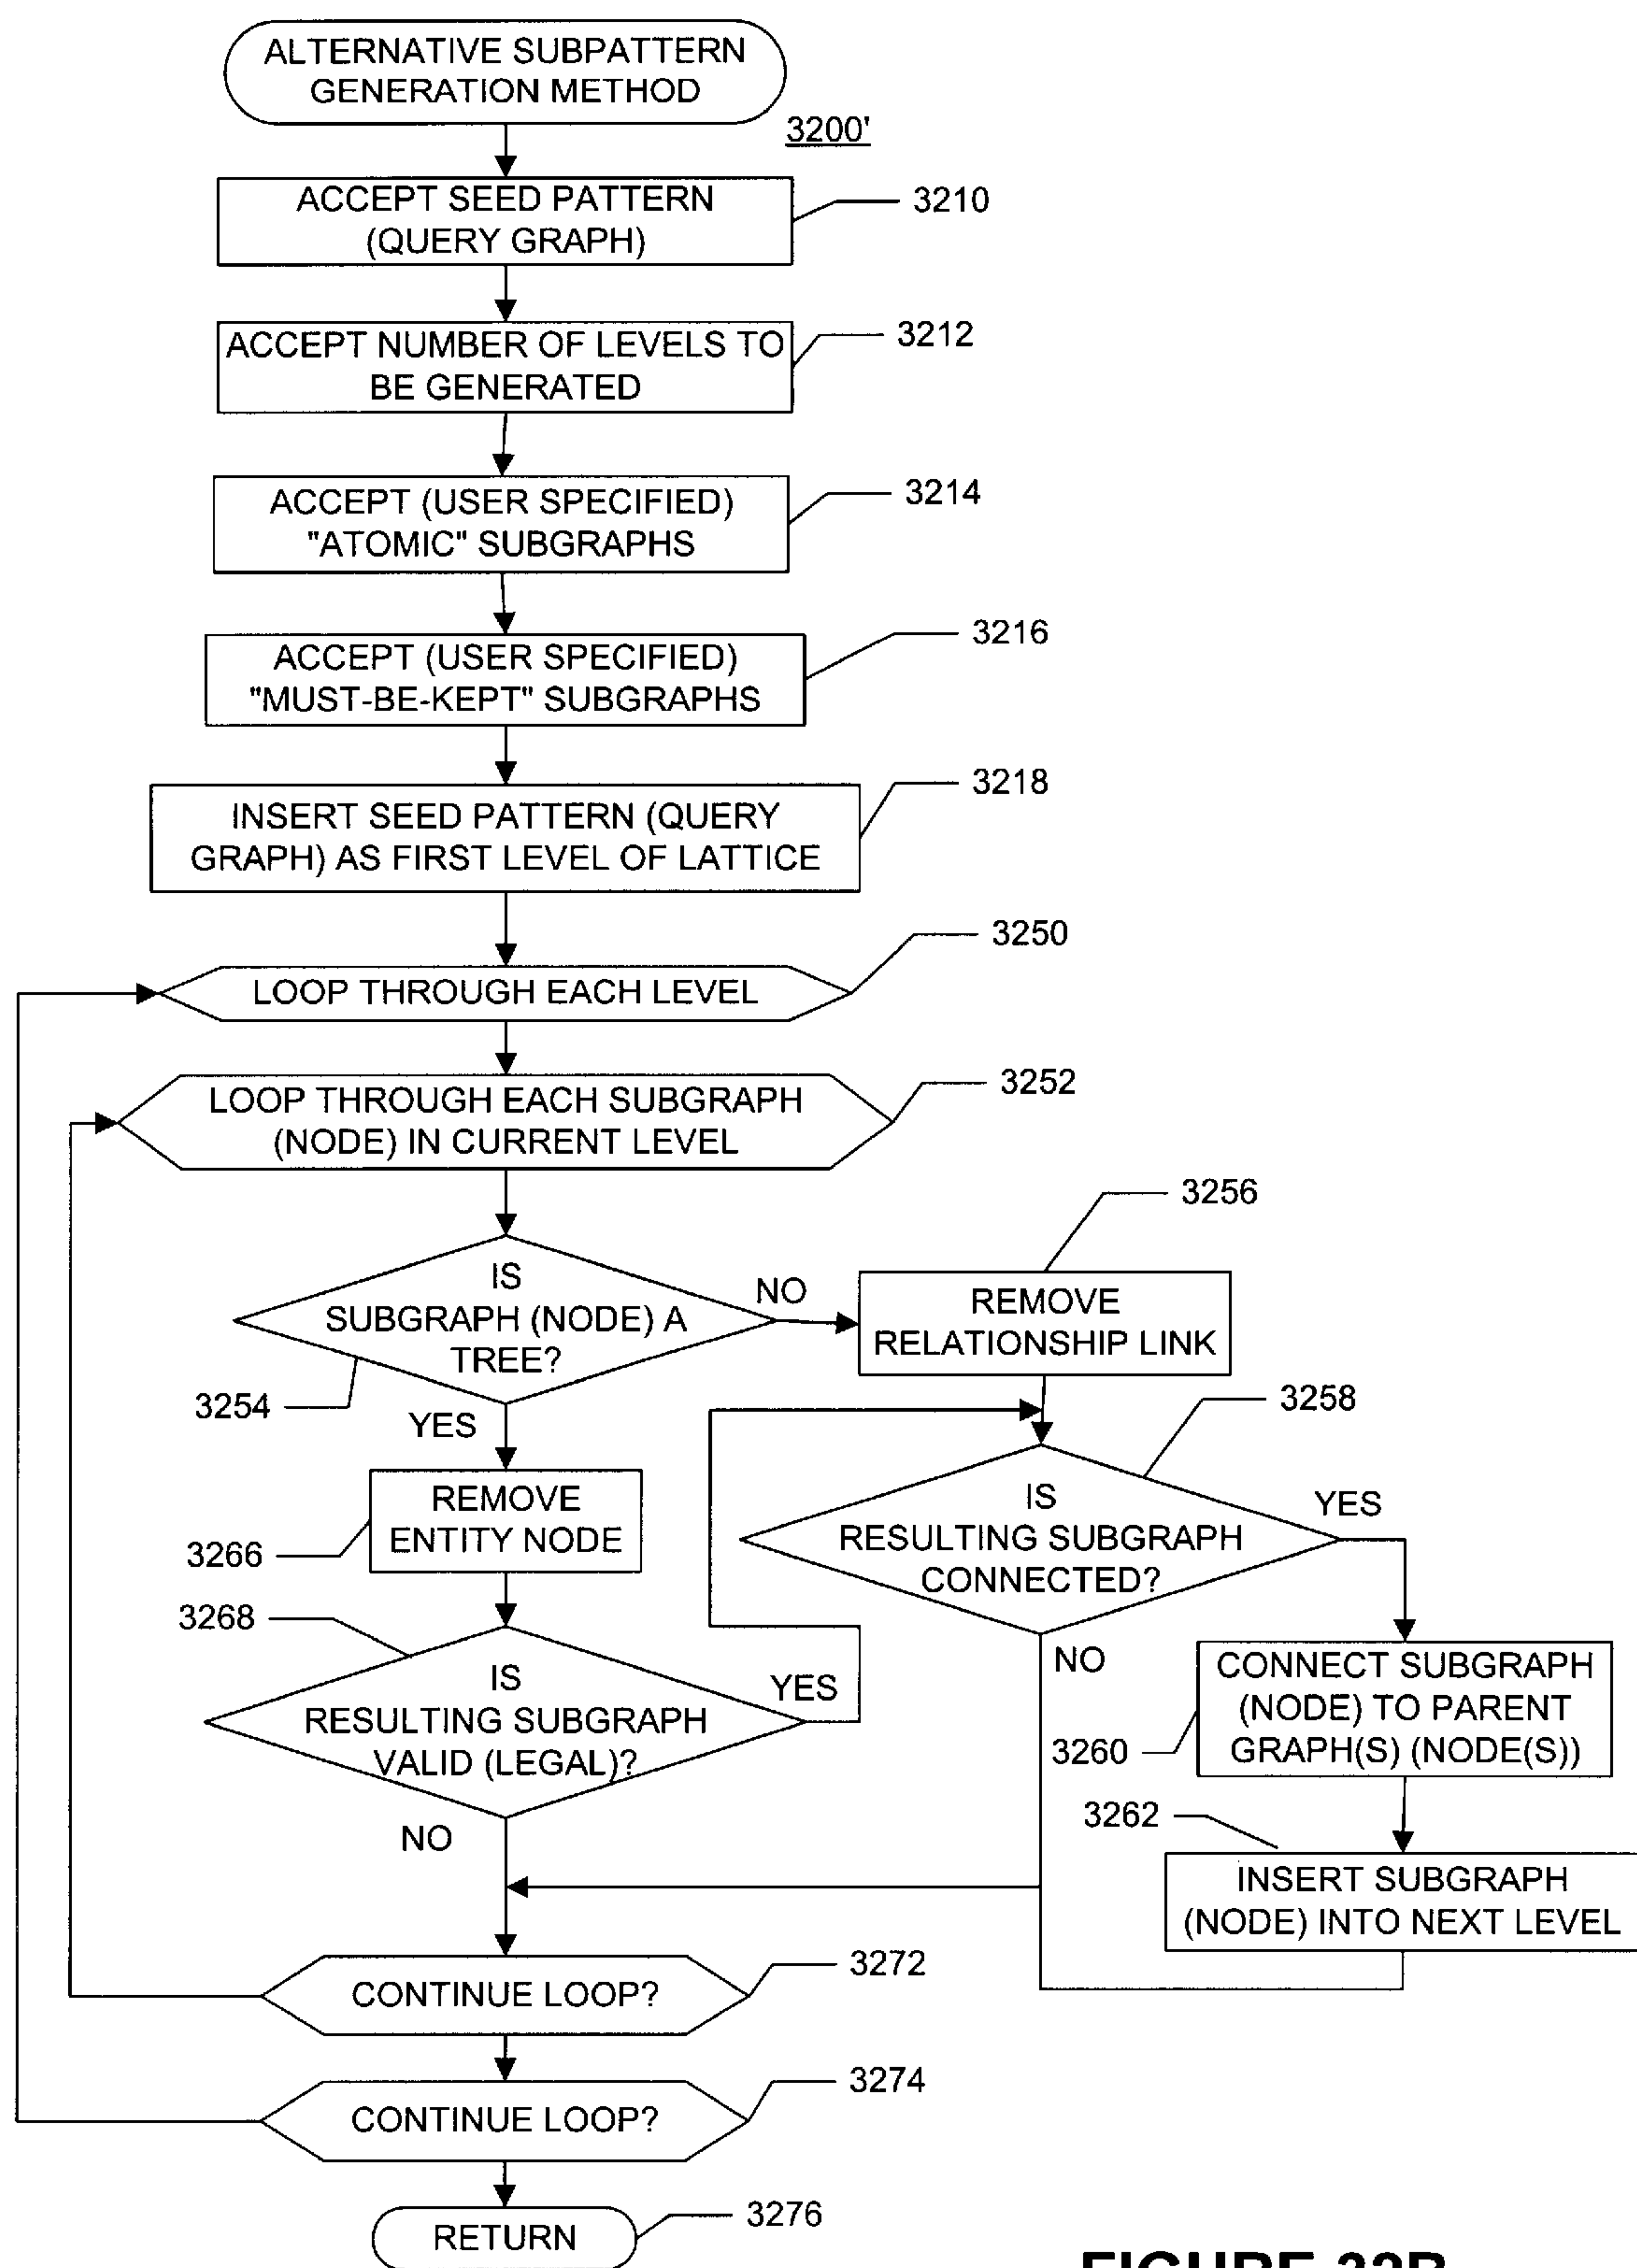 ALTERNATIVE SUBPATTERN
GENERATION METHOD
3200'
ACCEPT SEED PATTERN
(QUERY GRAPH)
3210
ACCEPT NUMBER OF LEVELS TO
BE GENERATED
3212
ACCEPT (USER SPECIFIED)
"ATOMIC" SUBGRAPHS
3214
ACCEPT (USER SPECIFIED)
"MUST-BE-KEPT" SUBGRAPHS
3216
INSERT SEED PATTERN (QUERY
GRAPH) AS FIRST LEVEL OF LATTICE
3218
LOOP THROUGH EACH LEVEL
3250
LOOP THROUGH EACH SUBGRAPH
(NODE) IN CURRENT LEVEL
3252
IS
SUBGRAPH (NODE) A
TREE?
3254
NO
YES
REMOVE
RELATIONSHIP LINK
3256
REMOVE
ENTITY NODE
3266
IS
RESULTING SUBGRAPH
CONNECTED?
3258
YES
NO
IS
RESULTING SUBGRAPH
VALID (LEGAL)?
3268
YES
NO
CONNECT SUBGRAPH
(NODE) TO PARENT
GRAPH(S) (NODE(S))
3260
INSERT SUBGRAPH
(NODE) INTO NEXT LEVEL
3262
CONTINUE LOOP?
3272
CONTINUE LOOP?
3274
RETURN
3276
FIGURE 32B